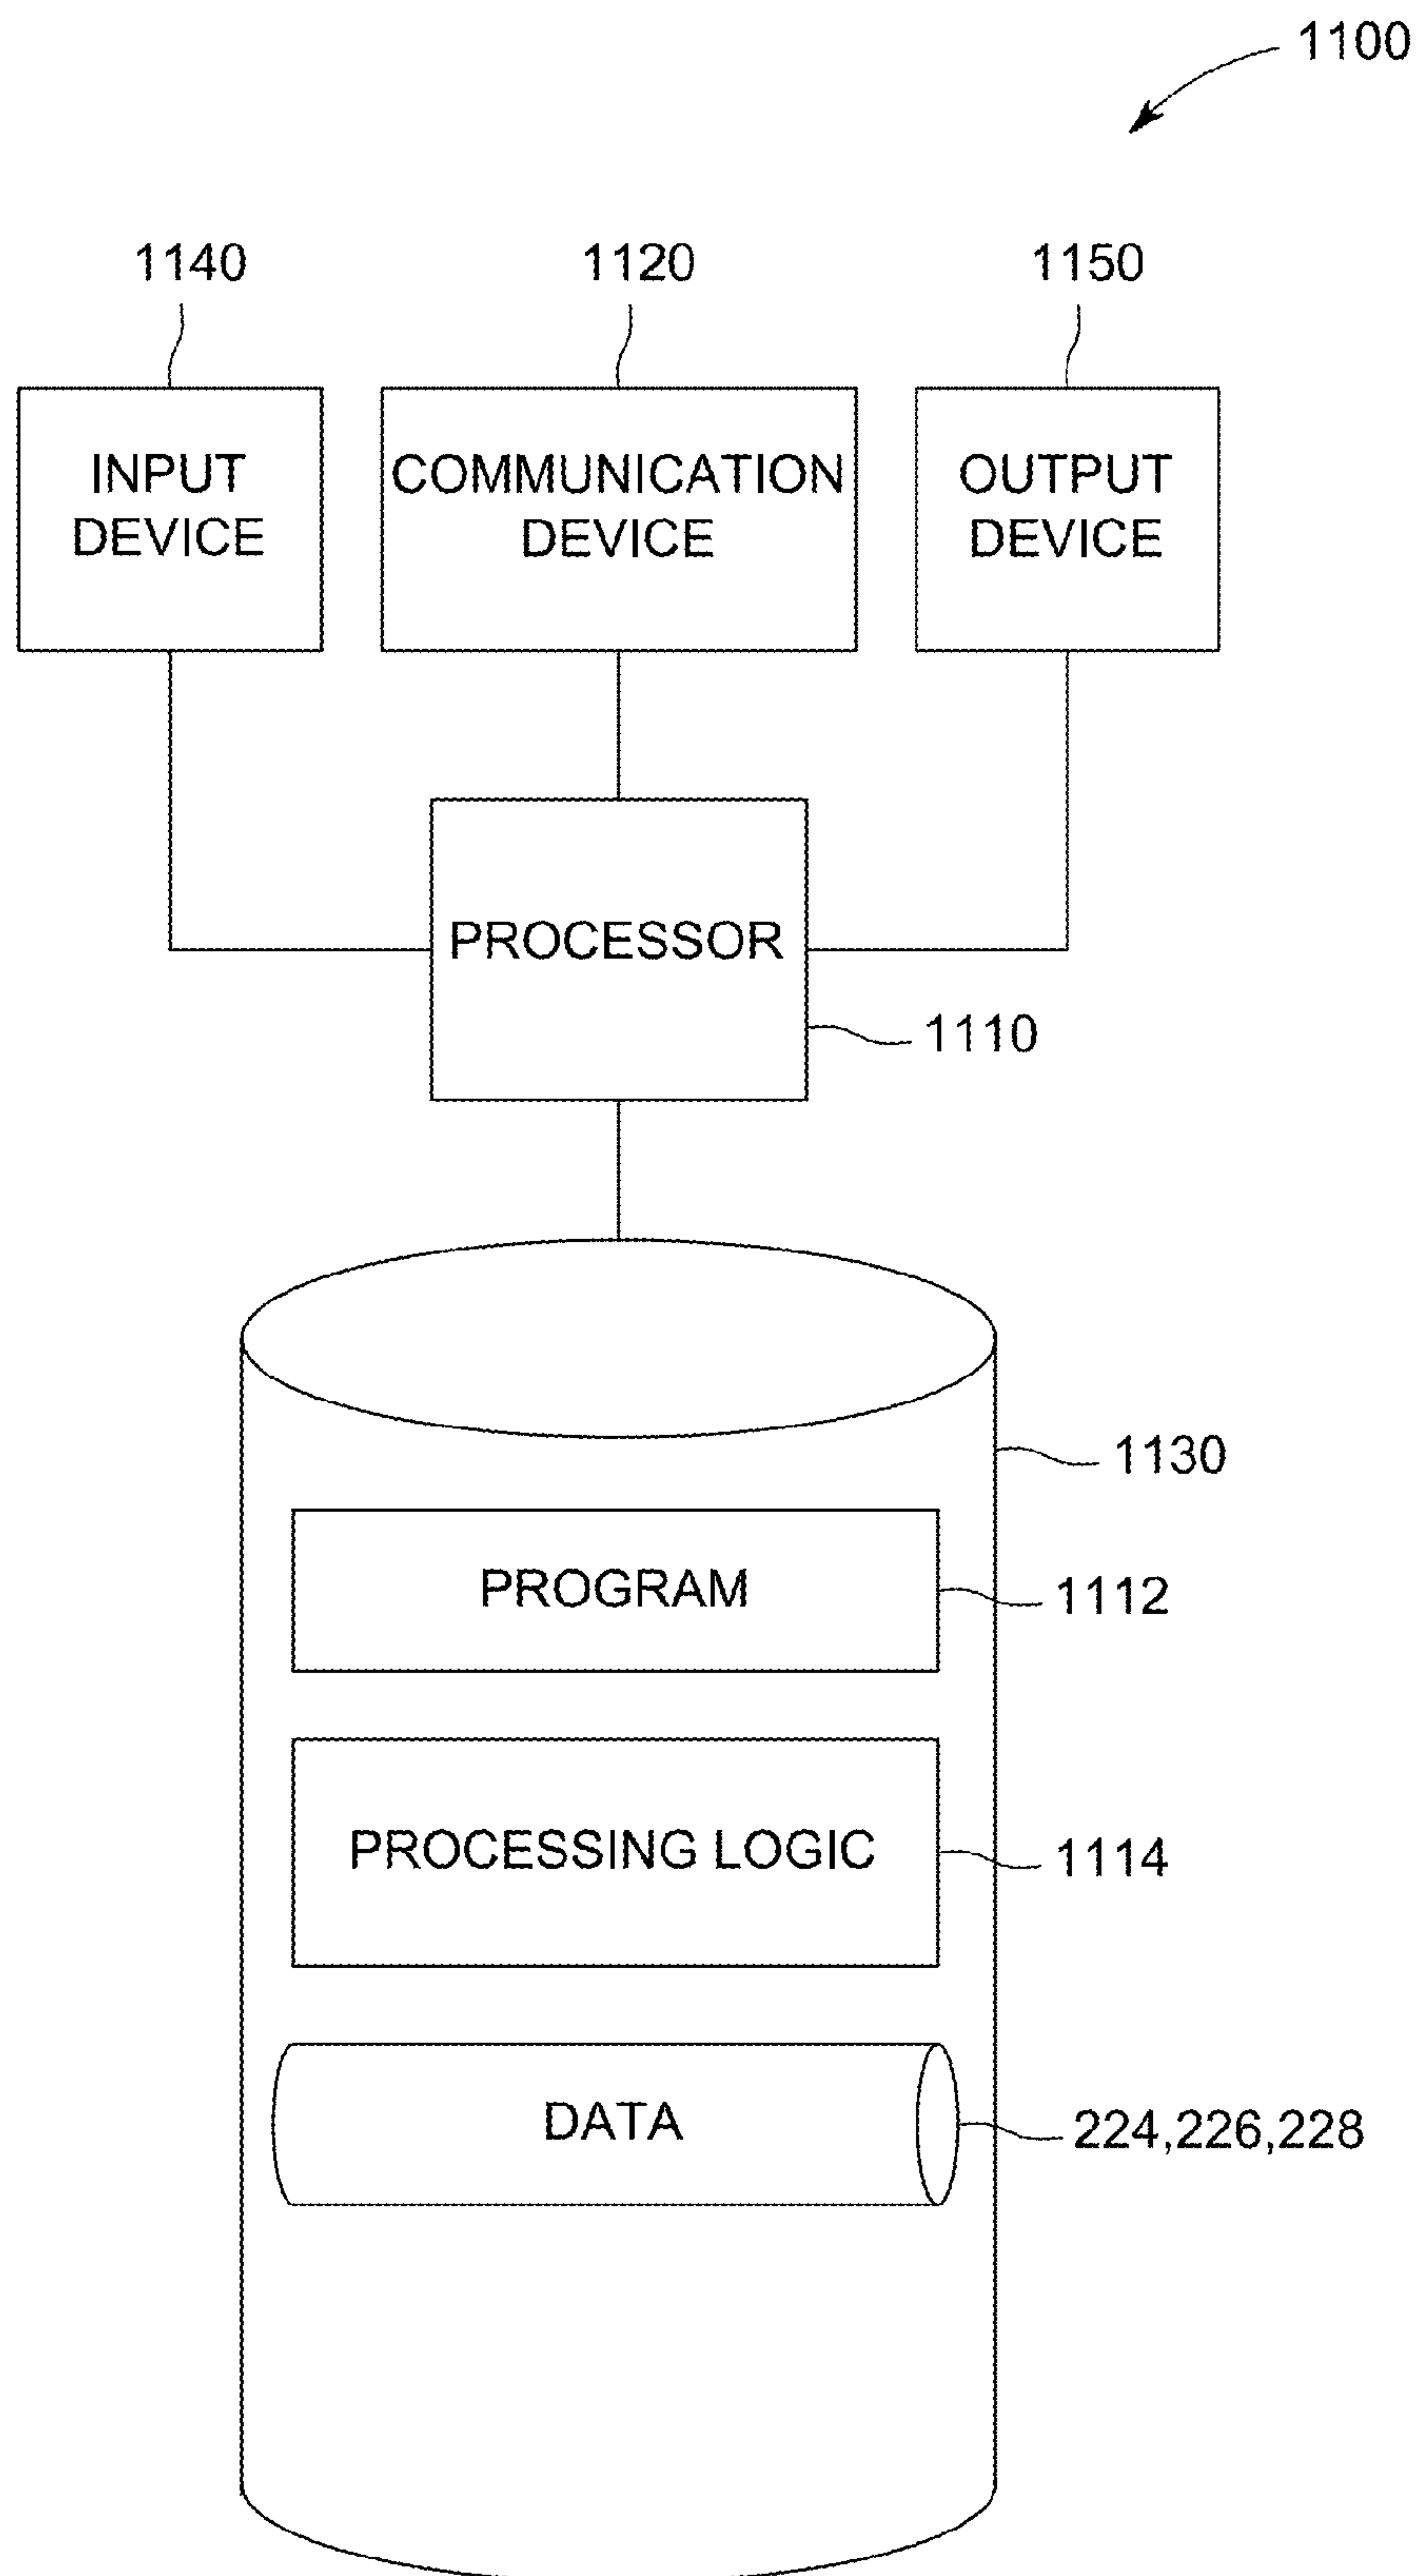 1100
1140
1120
1150
INPUT
DEVICE
COMMUNICATION
DEVICE
OUTPUT
DEVICE
PROCESSOR
1110
1130
PROGRAM
1112
PROCESSING LOGIC
1114
DATA
224,226,228